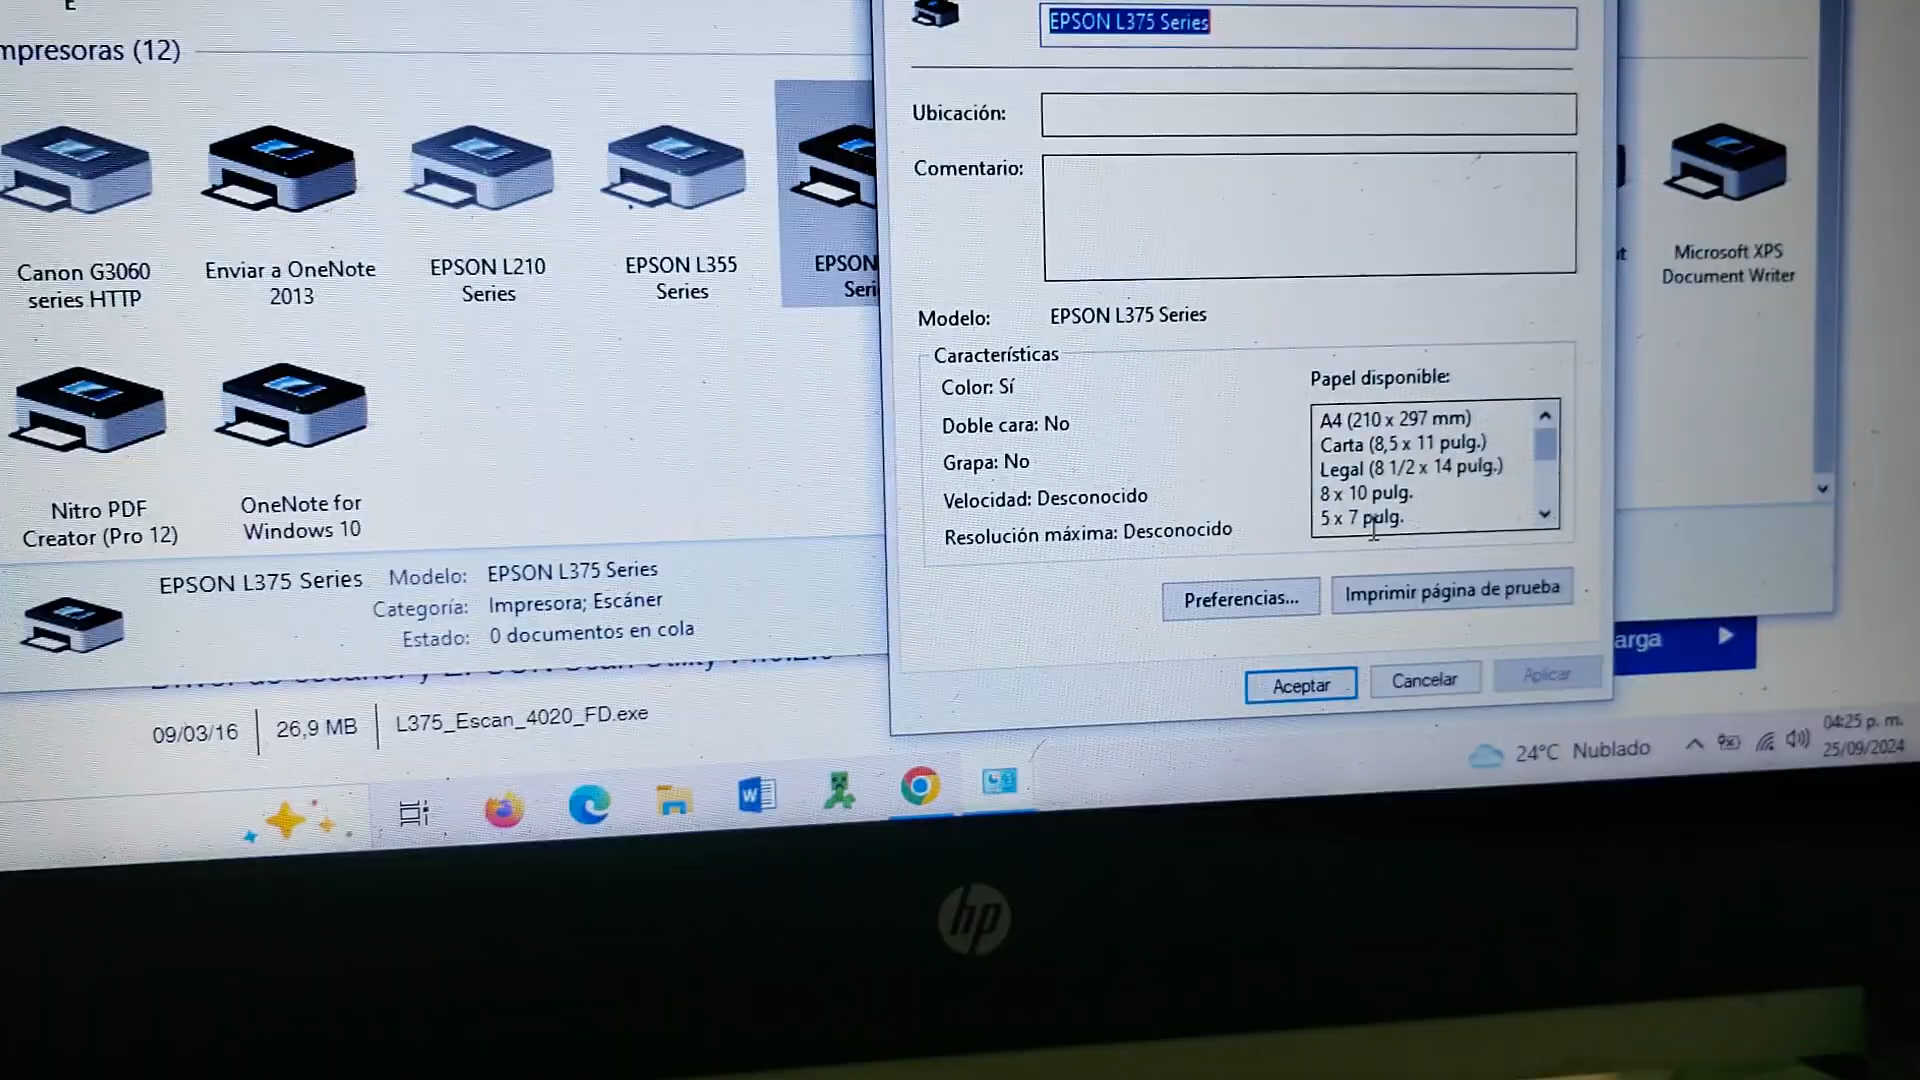 mpresoras (12)
Canon G3060
series HTTP
Enviar a OneNote
2013
EPSON L210
Series
EPSON L355
Series
EPSON
Seri
Microsoft XPS
Document Writer
Nitro PDF
Creator (Pro 12)
OneNote for
Windows 10
EPSON L375 Series
Ubicación:
Comentario:
Modelo: EPSON L375 Series
Características
Color: Sí
Doble cara: No
Grapa: No
Velocidad: Desconocido
Resolución máxima: Desconocido
Papel disponible:
A4 (210 x 297 mm)
Carta (8,5 x 11 pulg.)
Legal (8 1/2 x 14 pulg.)
8 x 10 pulg.
5 x 7 pulg.
Preferencias...
Imprimir página de prueba
Aceptar
Cancelar
Aplicar
EPSON L375 Series
Modelo: EPSON L375 Series
Categoría: Impresora; Escáner
Estado: 0 documentos en cola
arga
09/03/16
26,9 MB
L375_Escan_4020_FD.exe
24°C Nublado
04:25 p. m.
25/09/2024
hp